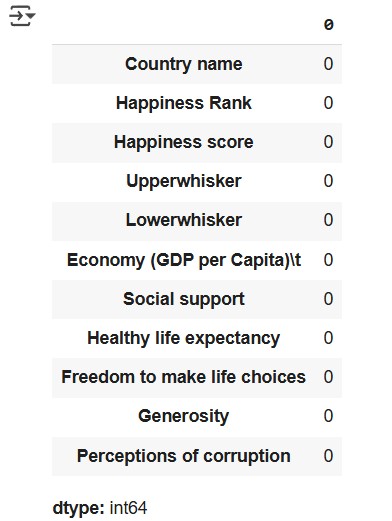 0
Country name 0
Happiness Rank 0
Happiness score 0
Upperwhisker 0
Lowerwhisker 0
Economy (GDP per Capita)\t 0
Social support 0
Healthy life expectancy 0
Freedom to make life choices 0
Generosity 0
Perceptions of corruption 0
dtype: int64